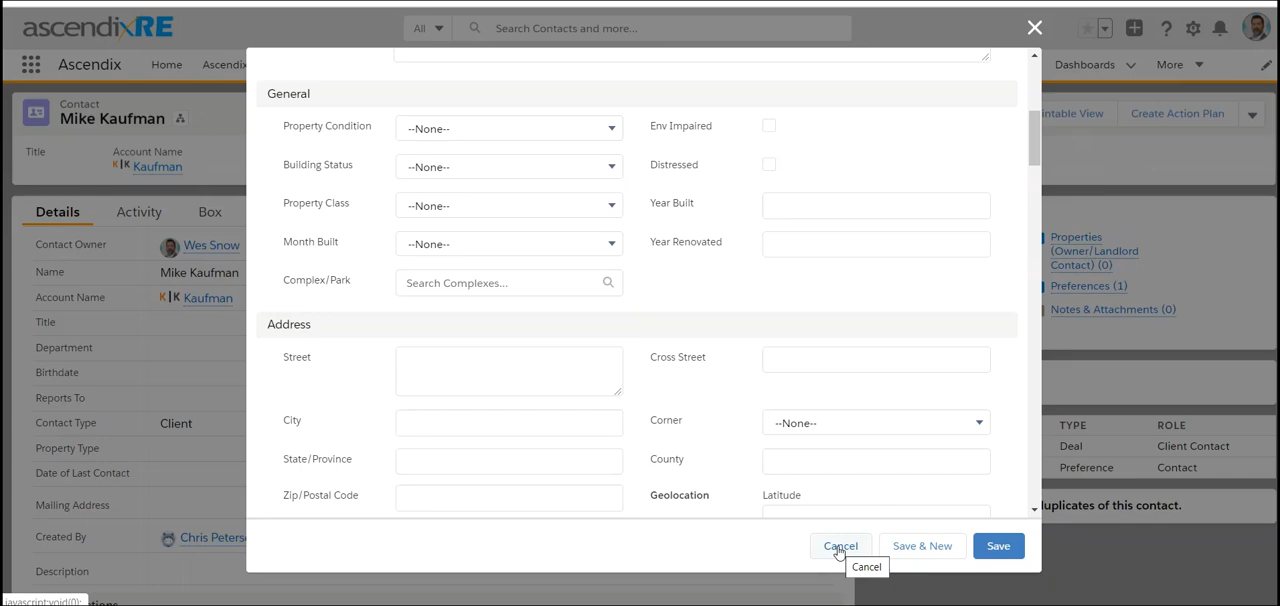 ascendixRE
All
Search Contacts and more...
Ascendix
Home
Ascendix
Dashboards
More
Contact
Mike Kaufman
Title
Account Name
K|K Kaufman
ntable View
Create Action Plan
Details
Activity
Box
Contact Owner
Wes Snow
Name
Mike Kaufman
Account Name
K|K Kaufman
Title
Department
Birthdate
Reports To
Contact Type
Client
Property Type
Date of Last Contact
Mailing Address
Created By
Chris Peters
Description
General
Property Condition
--None--
Env Impaired
Building Status
--None--
Distressed
Property Class
--None--
Year Built
Month Built
--None--
Year Renovated
Complex/Park
Search Complexes...
Address
Street
Cross Street
City
Corner
--None--
State/Province
County
Zip/Postal Code
Geolocation
Latitude
Cancel
Save & New
Save
Cancel
Properties
(Owner/Landlord
Contact) (0)
Preferences (1)
Notes & Attachments (0)
TYPE
ROLE
Deal
Client Contact
Preference
Contact
uplicates of this contact.
javascript:void(0);